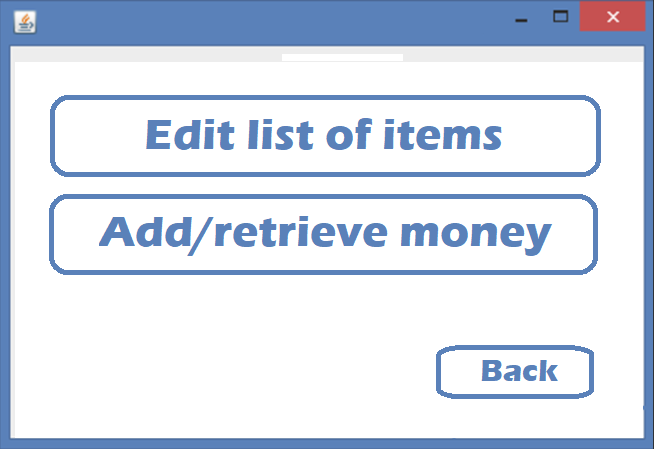 Edit list of items
Add/retrieve money
Back